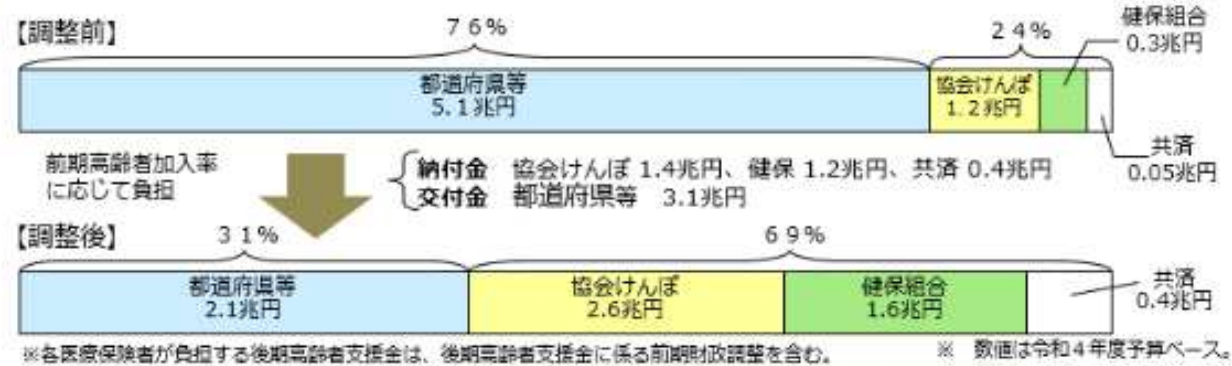 【調整前】
76%
24%
健保組合
0.3兆円
都道府県等
5.1兆円
協会けんぽ
1.2兆円
共済
0.05兆円
前期高齢者加入率
に応じて負担
納付金 協会けんぽ 1.4兆円、健保 1.2兆円、共済 0.4兆円
交付金 都道府県等 3.1兆円
【調整後】
31%
69%
都道府県等
2.1兆円
協会けんぽ
2.6兆円
健保組合
1.6兆円
共済
0.4兆円
※各医療保険者が負担する後期高齢者支援金は、後期高齢者支援金に係る前期財政調整を含む。
※ 数値は令和4年度予算ベース。